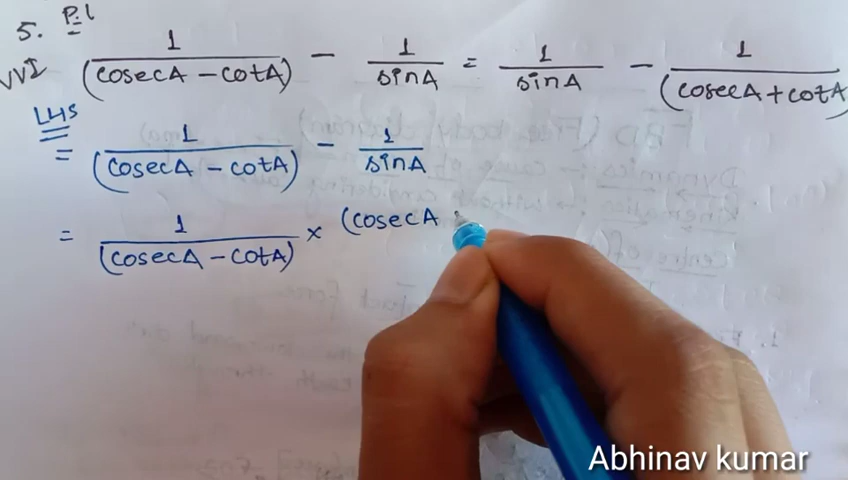 5. P.I
VVI 1/(cosecA - cotA) - 1/sinA = 1/sinA - 1/(cosecA + cotA)
LHS
= 1/(cosecA - cotA) - 1/sinA
= 1/(cosecA - cotA) × (cosecA
Abhinav kumar